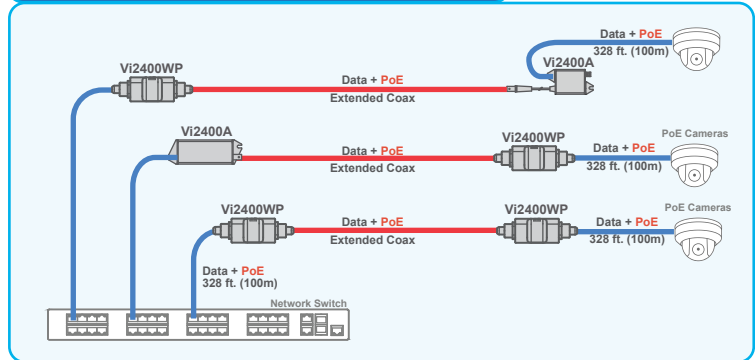 Data + PoE
328 ft. (100m)
Vi2400A
Vi2400WP
Data + PoE
Extended Coax
Vi2400A
Data + PoE
Extended Coax
Vi2400WP
Data + PoE
328 ft. (100m)
PoE Cameras
Vi2400WP
Data + PoE
Extended Coax
Vi2400WP
Data + PoE
328 ft. (100m)
PoE Cameras
Data + PoE
328 ft. (100m)
Network Switch